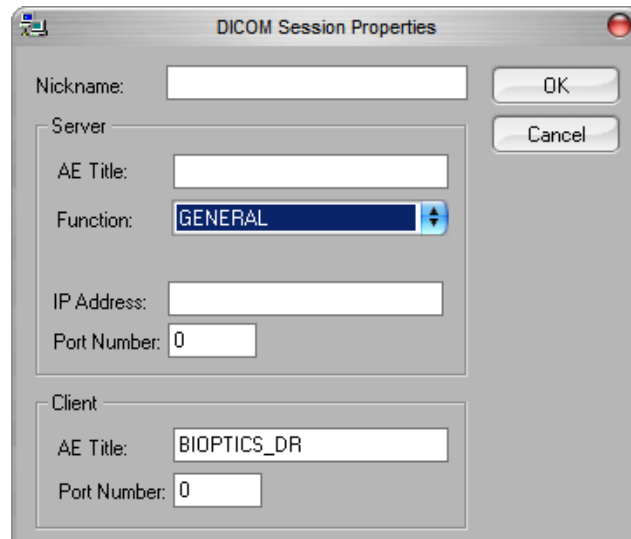 DICOM Session Properties
Nickname:
OK
Server
Cancel
AE Title:
Function: GENERAL
IP Address:
Port Number: 0
Client
AE Title: BIOPTICS_DR
Port Number: 0